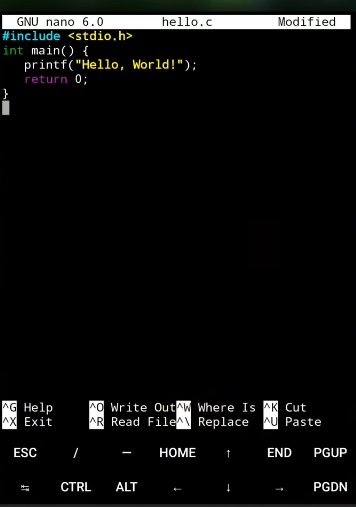 GNU nano 6.0 hello.c Modified
#include <stdio.h>
int main() {
   printf("Hello, World!");
   return 0;
}
^G Help ^O Write Out ^W Where Is ^K Cut
^X Exit ^R Read File ^\ Replace ^U Paste
ESC / — HOME ↑ END PGUP
↹ CTRL ALT ← ↓ → PGDN